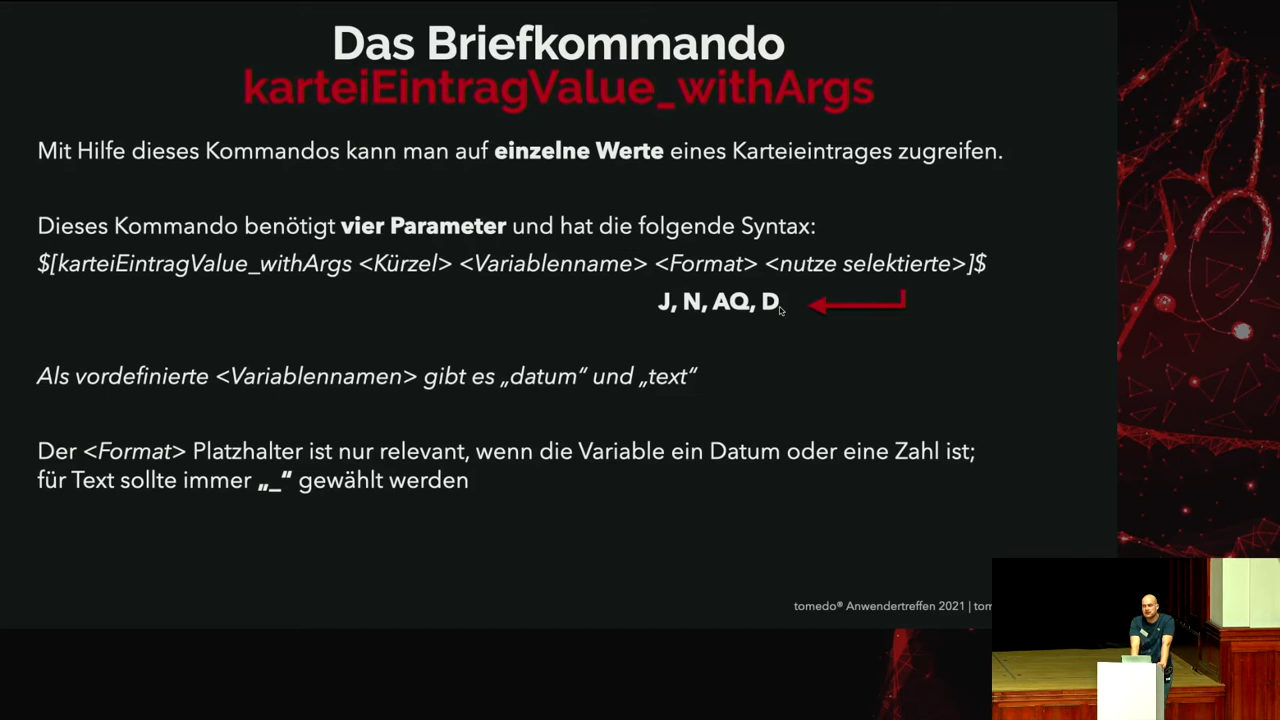 Das Briefkommando
karteiEintragValue_withArgs
Mit Hilfe dieses Kommandos kann man auf einzelne Werte eines Karteieintrages zugreifen.
Dieses Kommando benötigt vier Parameter und hat die folgende Syntax:
$[karteiEintragValue_withArgs <Kürzel> <Variablenname> <Format> <nutze selektierte>]$
J, N, AQ, D
Als vordefinierte <Variablennamen> gibt es „datum“ und „text“
Der <Format> Platzhalter ist nur relevant, wenn die Variable ein Datum oder eine Zahl ist;
für Text sollte immer „_“ gewählt werden
tomedo® Anwendertreffen 2021 | tom